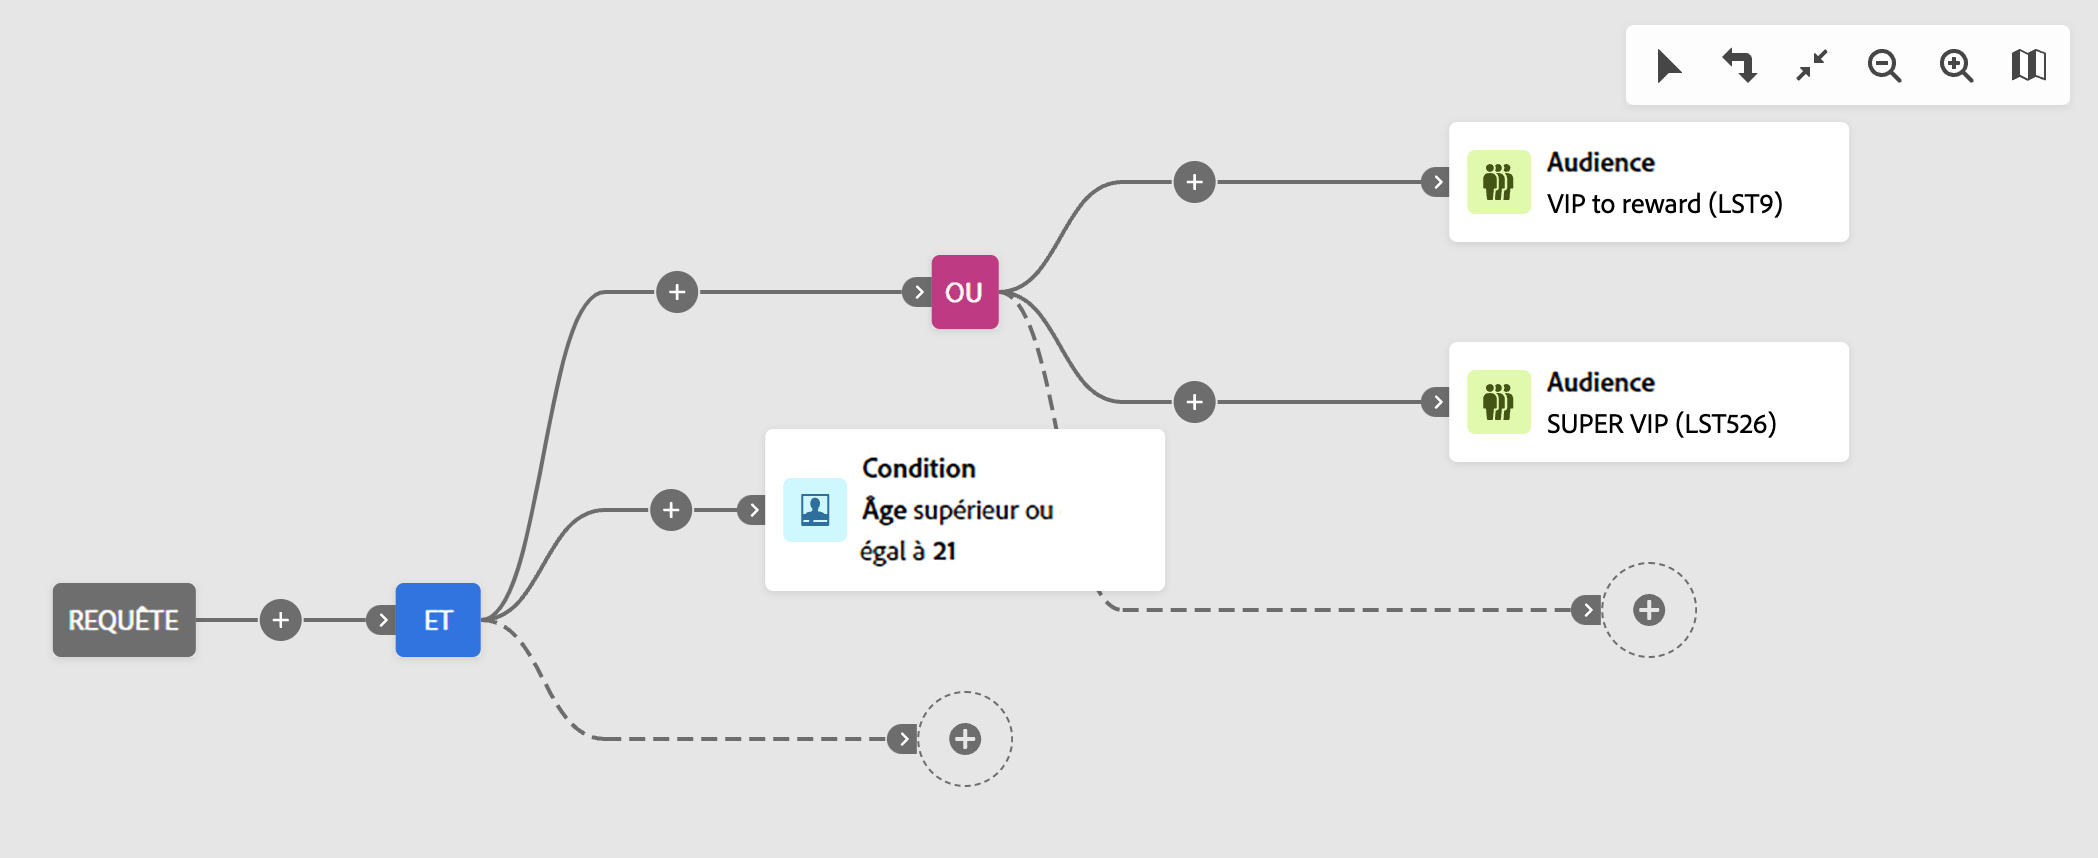 Audience
VIP to reward (LST9)
OU
Audience
SUPER VIP (LST526)
Condition
Âge supérieur ou
égal à 21
REQUÊTE
ET